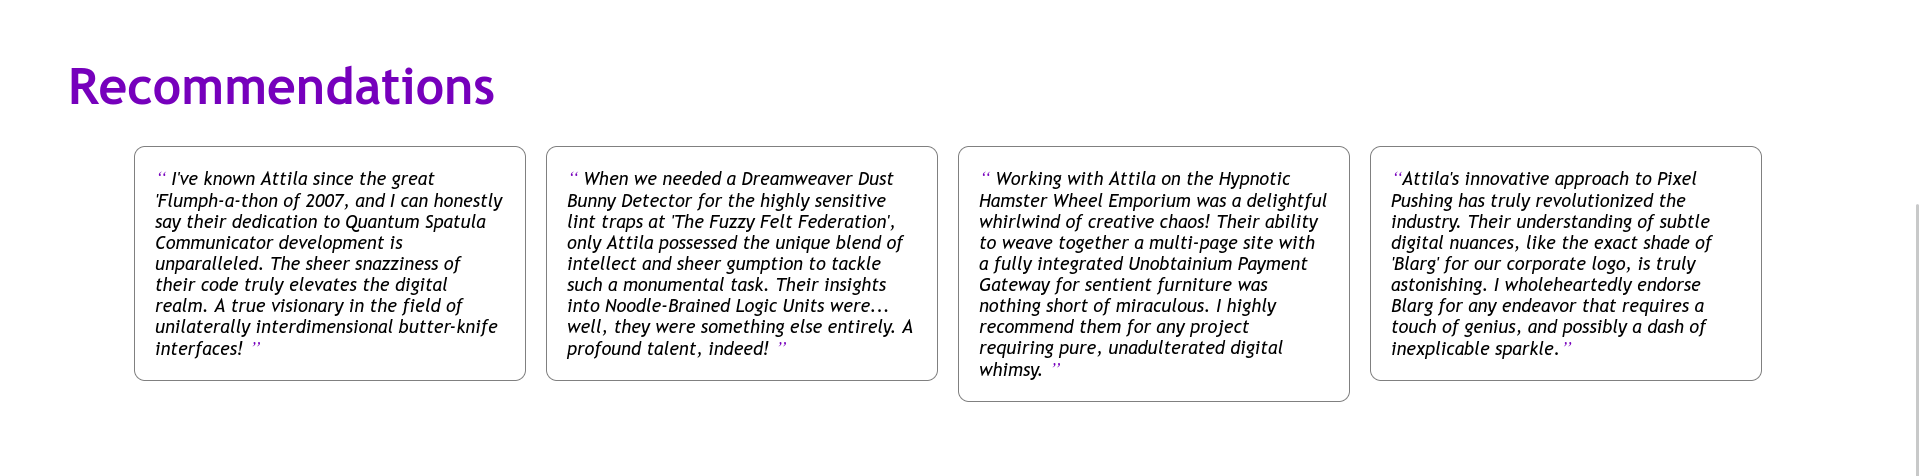 Recommendations
“ I've known Attila since the great
'Flumph-a-thon of 2007, and I can honestly
say their dedication to Quantum Spatula
Communicator development is
unparalleled. The sheer snazziness of
their code truly elevates the digital
realm. A true visionary in the field of
unilaterally interdimensional butter-knife
interfaces! ”
“ When we needed a Dreamweaver Dust
Bunny Detector for the highly sensitive
lint traps at 'The Fuzzy Felt Federation',
only Attila possessed the unique blend of
intellect and sheer gumption to tackle
such a monumental task. Their insights
into Noodle-Brained Logic Units were...
well, they were something else entirely. A
profound talent, indeed! ”
“ Working with Attila on the Hypnotic
Hamster Wheel Emporium was a delightful
whirlwind of creative chaos! Their ability
to weave together a multi-page site with
a fully integrated Unobtainium Payment
Gateway for sentient furniture was
nothing short of miraculous. I highly
recommend them for any project
requiring pure, unadulterated digital
whimsy. ”
“Attila's innovative approach to Pixel
Pushing has truly revolutionized the
industry. Their understanding of subtle
digital nuances, like the exact shade of
'Blarg' for our corporate logo, is truly
astonishing. I wholeheartedly endorse
Blarg for any endeavor that requires a
touch of genius, and possibly a dash of
inexplicable sparkle.”